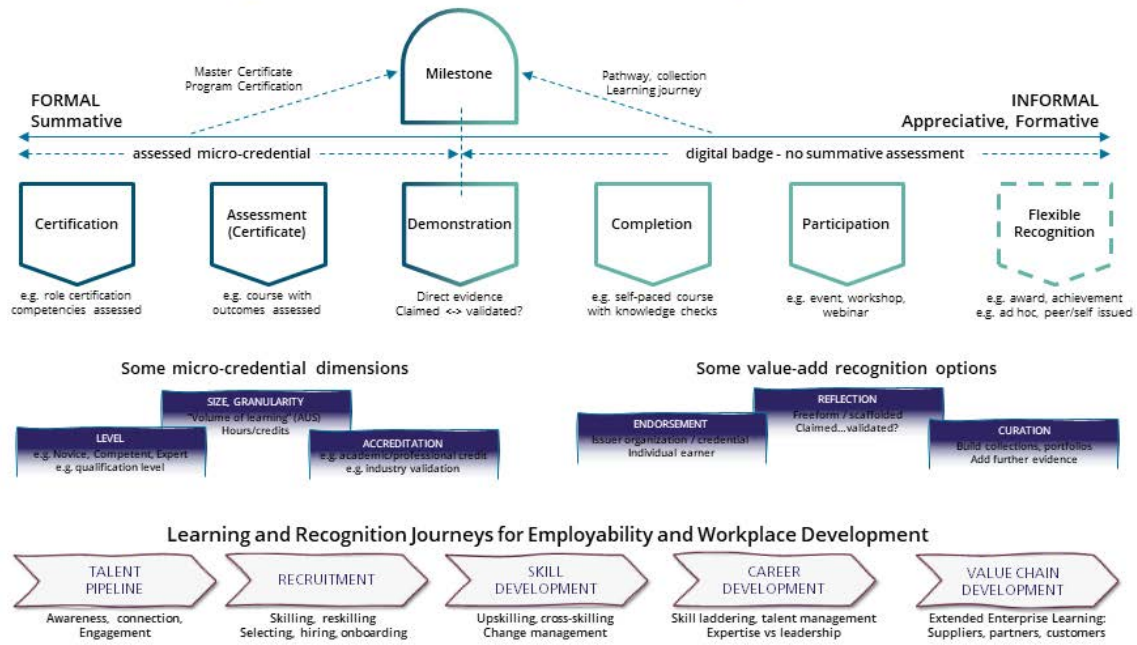 Milestone
Master Certificate
Program Certification
Pathway, collection
Learning journey
FORMAL
Summative
INFORMAL
Appreciative, Formative
assessed micro-credential
digital badge - no summative assessment
Certification
Assessment
(Certificate)
Demonstration
Completion
Participation
Flexible
Recognition
e.g. role certification
competencies assessed
e.g. course with
outcomes assessed
Direct evidence
Claimed <-> validated?
e.g. self-paced course
with knowledge checks
e.g. event, workshop,
webinar
e.g. award, achievement
e.g. ad hoc, peer/self issued
Some micro-credential dimensions
LEVEL
e.g. Novice, Competent, Expert
e.g. qualification level
SIZE, GRANULARITY
"Volume of learning" (AUS)
Hours/credits
ACCREDITATION
e.g. academic/professional credit
e.g. industry validation
Some value-add recognition options
ENDORSEMENT
Issuer organization / credential
Individual earner
REFLECTION
Freeform / scaffolded
Claimed...validated?
CURATION
Build collections, portfolios
Add further evidence
Learning and Recognition Journeys for Employability and Workplace Development
TALENT
PIPELINE
Awareness, connection,
Engagement
RECRUITMENT
Skilling, reskilling
Selecting, hiring, onboarding
SKILL
DEVELOPMENT
Upskilling, cross-skilling
Change management
CAREER
DEVELOPMENT
Skill laddering, talent management
Expertise vs leadership
VALUE CHAIN
DEVELOPMENT
Extended Enterprise Learning:
Suppliers, partners, customers